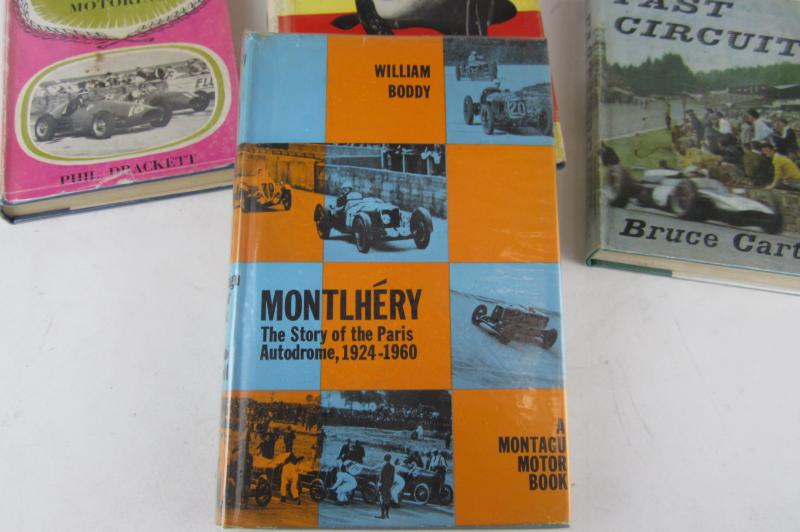 PHIL DRACKETT
WILLIAM
BODDY
20
MONTLHÉRY
The Story of the Paris
Autodrome, 1924-1960
A
MONTAGU
MOTOR
BOOK
FAST
CIRCUIT
Bruce Cart